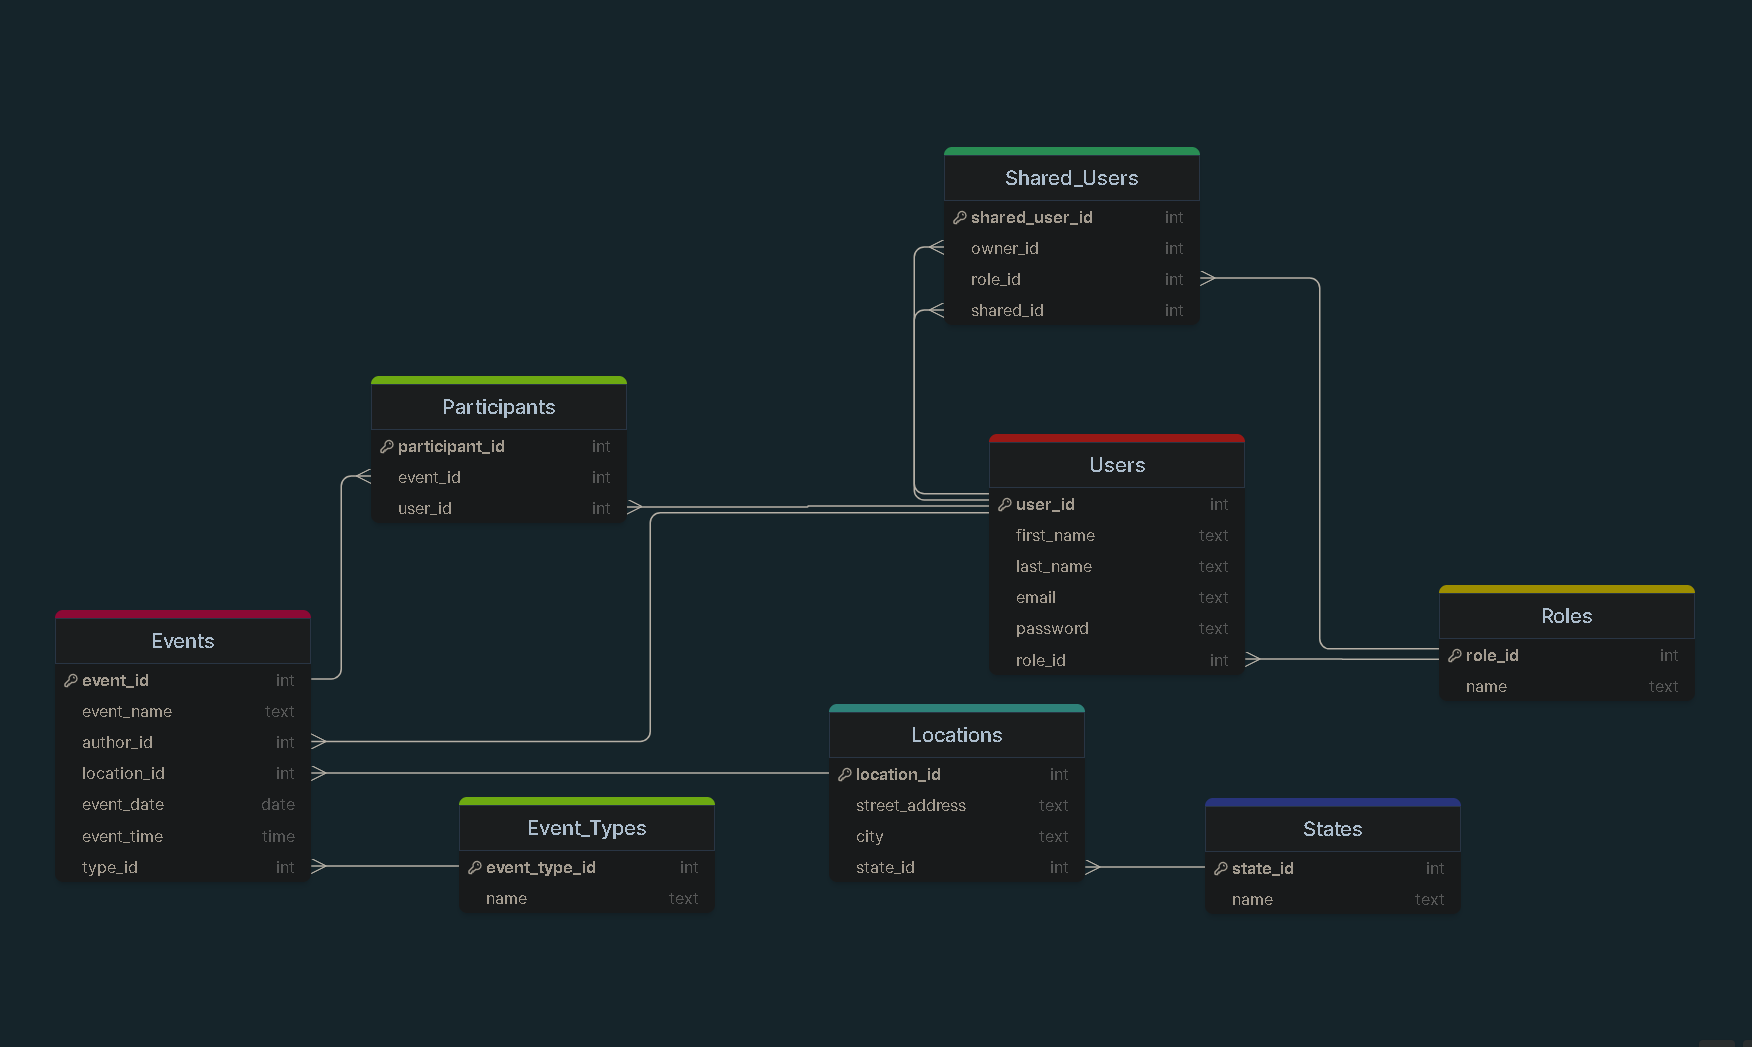 Shared_Users
shared_user_id int
owner_id int
role_id int
shared_id int
Participants
participant_id int
event_id int
user_id int
Users
user_id int
first_name text
last_name text
email text
password text
role_id int
Roles
role_id int
name text
Events
event_id int
event_name text
author_id int
location_id int
event_date date
event_time time
type_id int
Locations
location_id int
street_address text
city text
state_id int
Event_Types
event_type_id int
name text
States
state_id int
name text